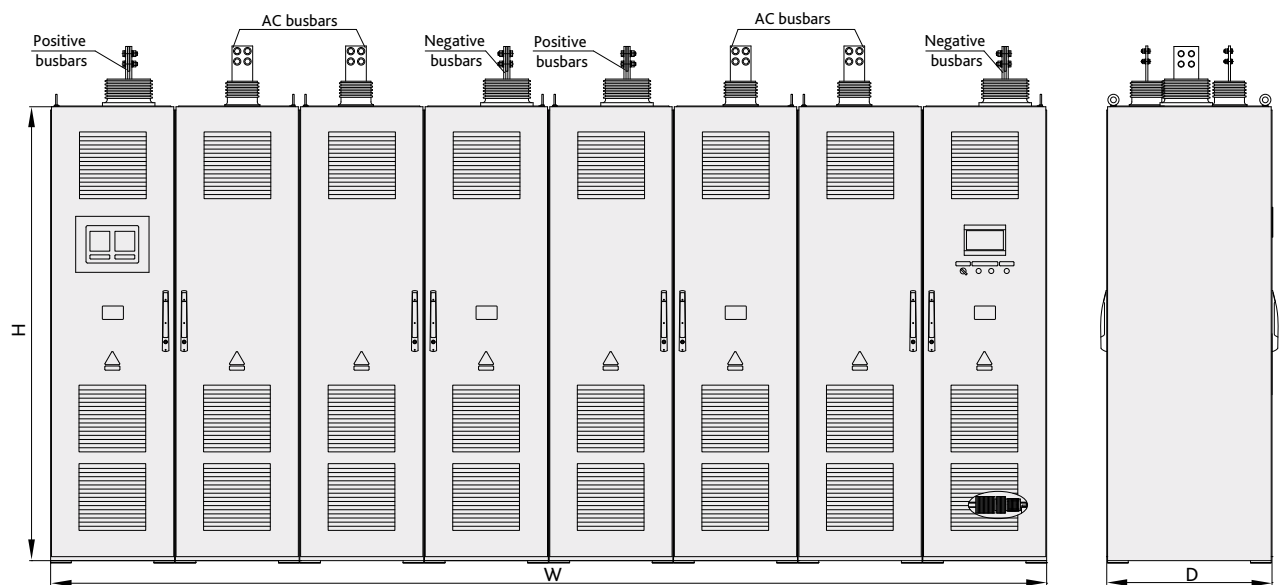 AC busbars
AC busbars
Positive
busbars
Negative
busbars
Positive
busbars
Negative
busbars
H
W
D